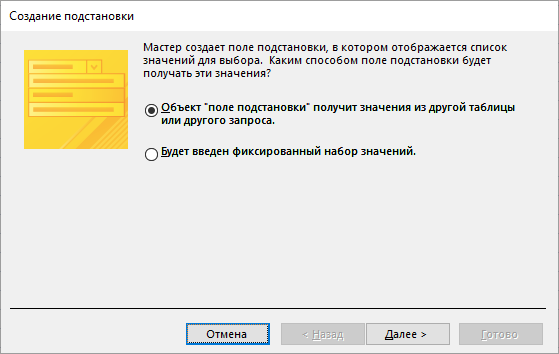 Создание подстановки
Мастер создает поле подстановки, в котором отображается список
значений для выбора.  Каким способом поле подстановки будет
получать эти значения?
Объект "поле подстановки" получит значения из другой таблицы
или другого запроса.
Будет введен фиксированный набор значений.
Отмена
< Назад
Далее >
Готово